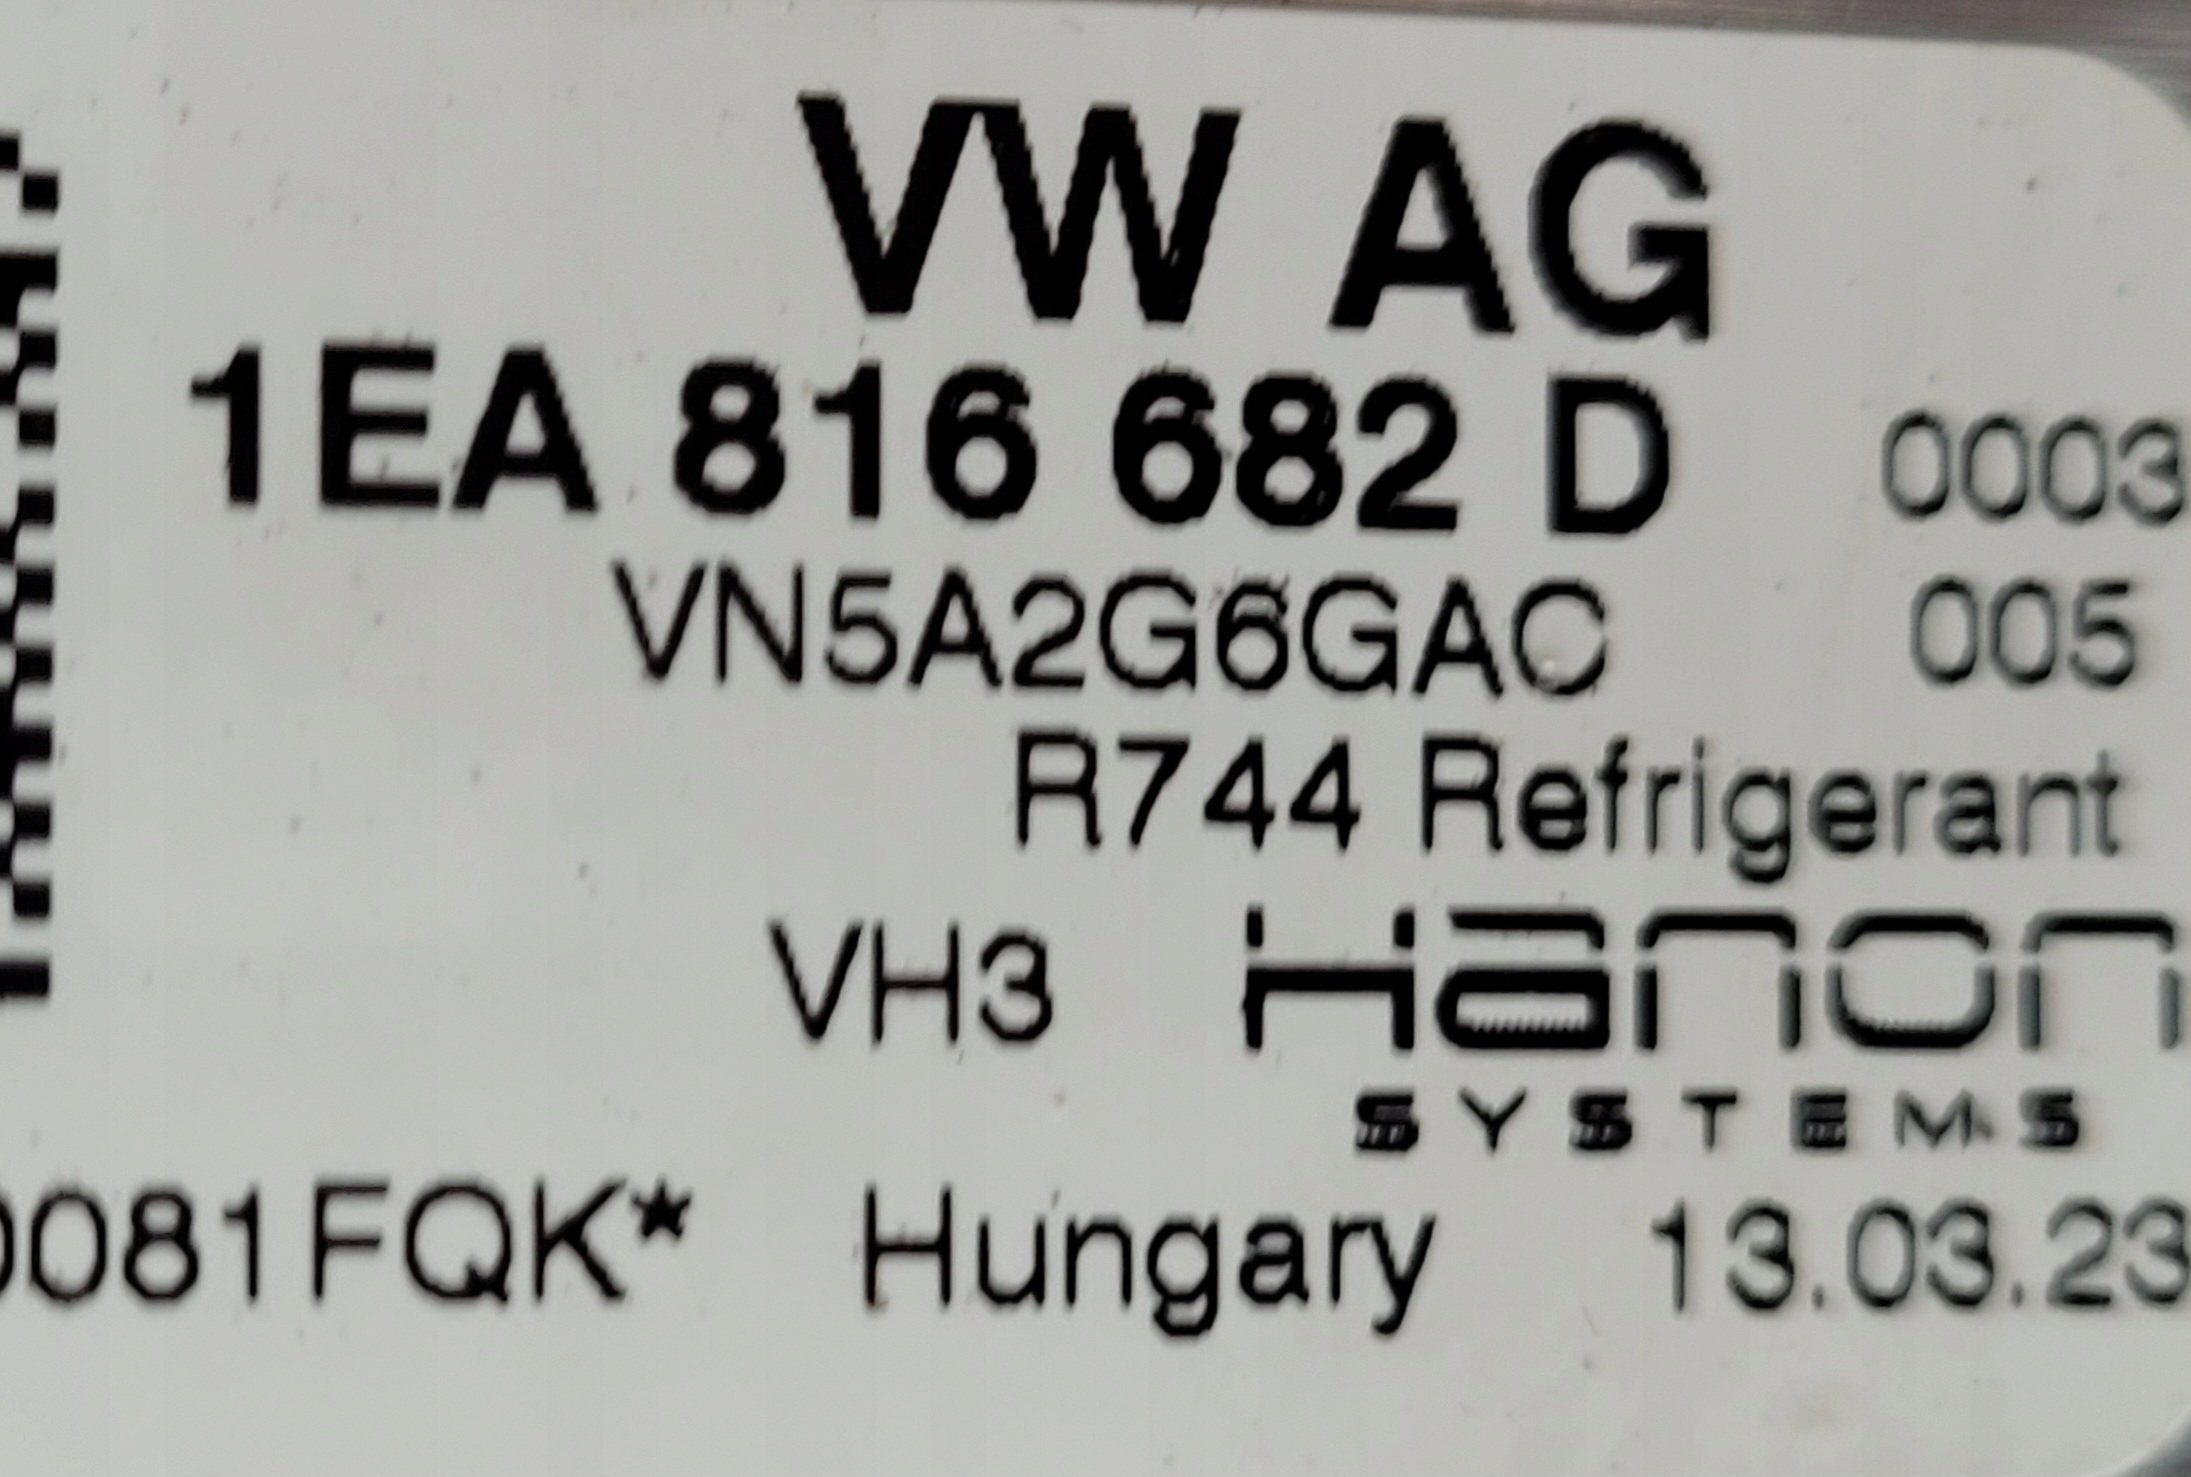 VW AG
1EA 816 682 D 0003
VN5A2G6GAC 005
R744 Refrigerant
VH3 Hanon
SYSTEMS
0081FQK* Hungary 13.03.23